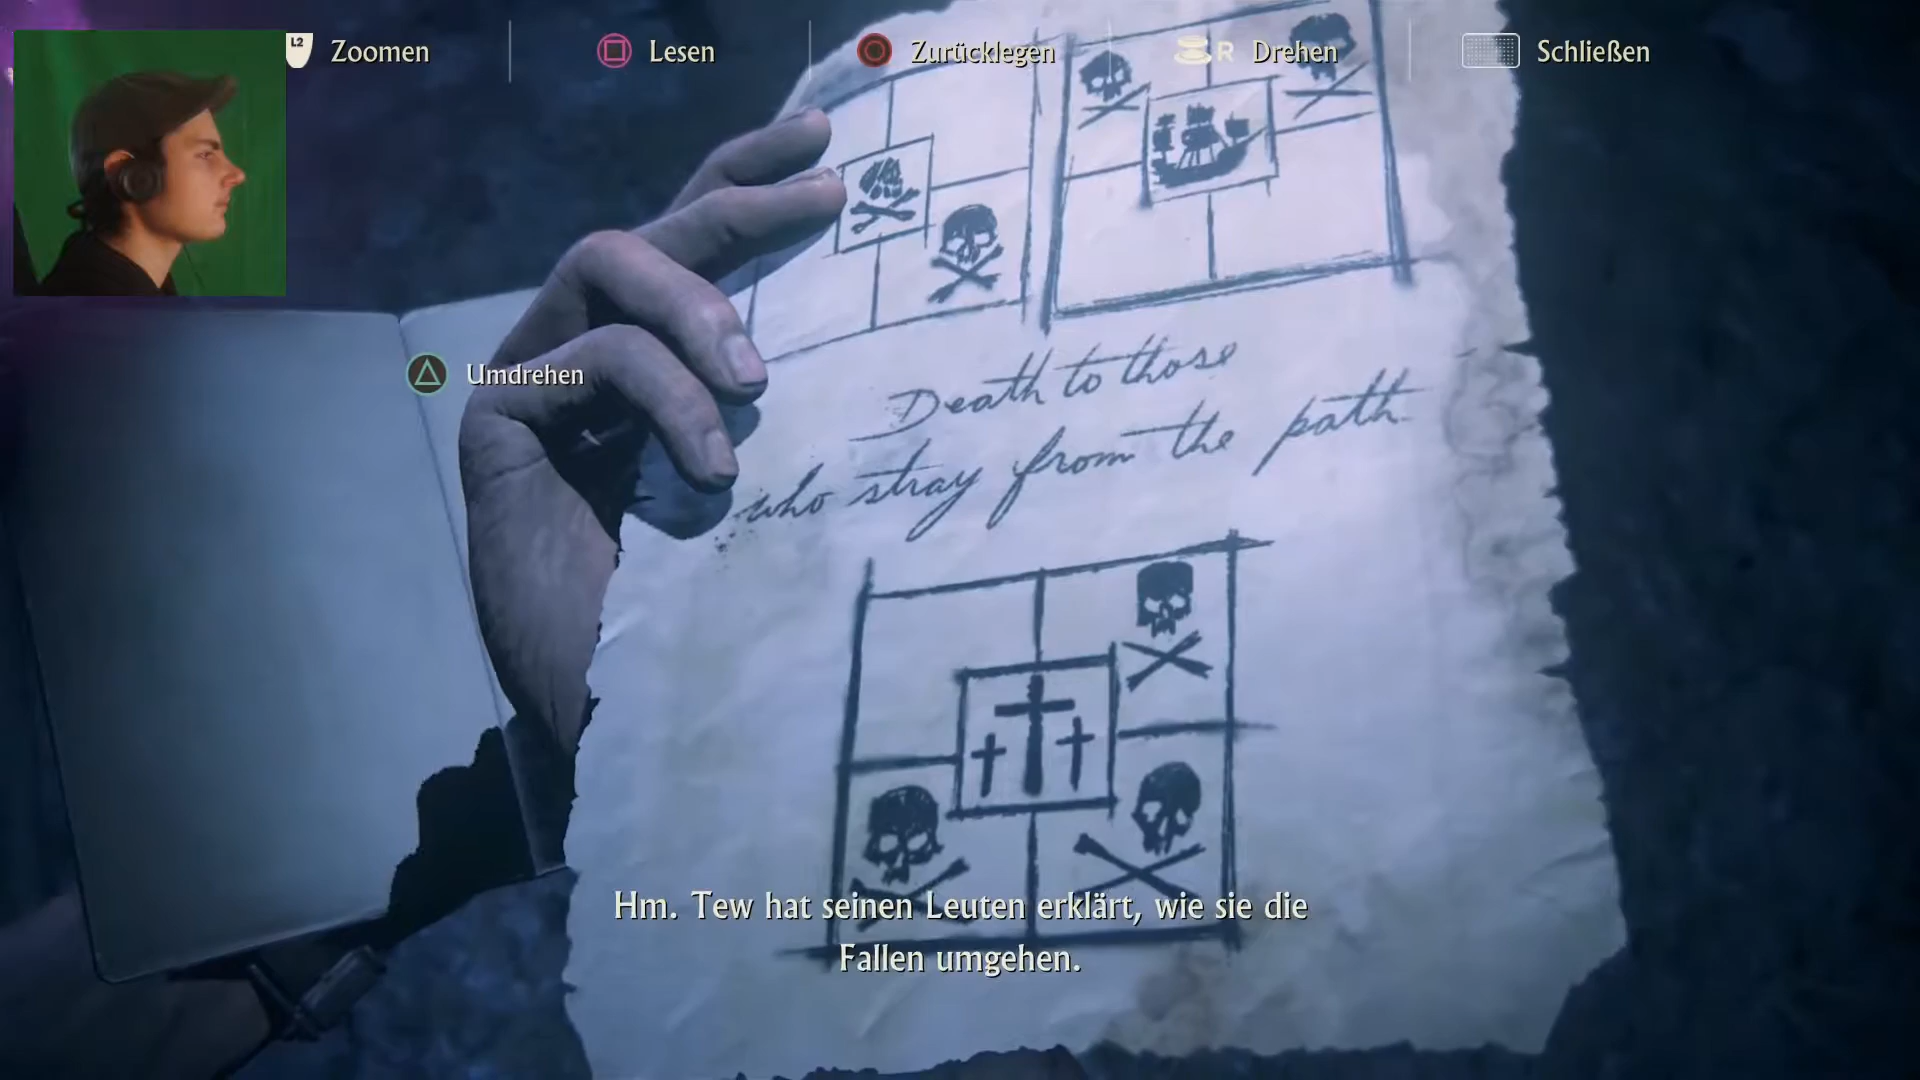 L2 Zoomen Lesen Zurücklegen R Drehen Schließen
Umdrehen
Death to those
who stray from the path
Hm. Tew hat seinen Leuten erklärt, wie sie die
Fallen umgehen.